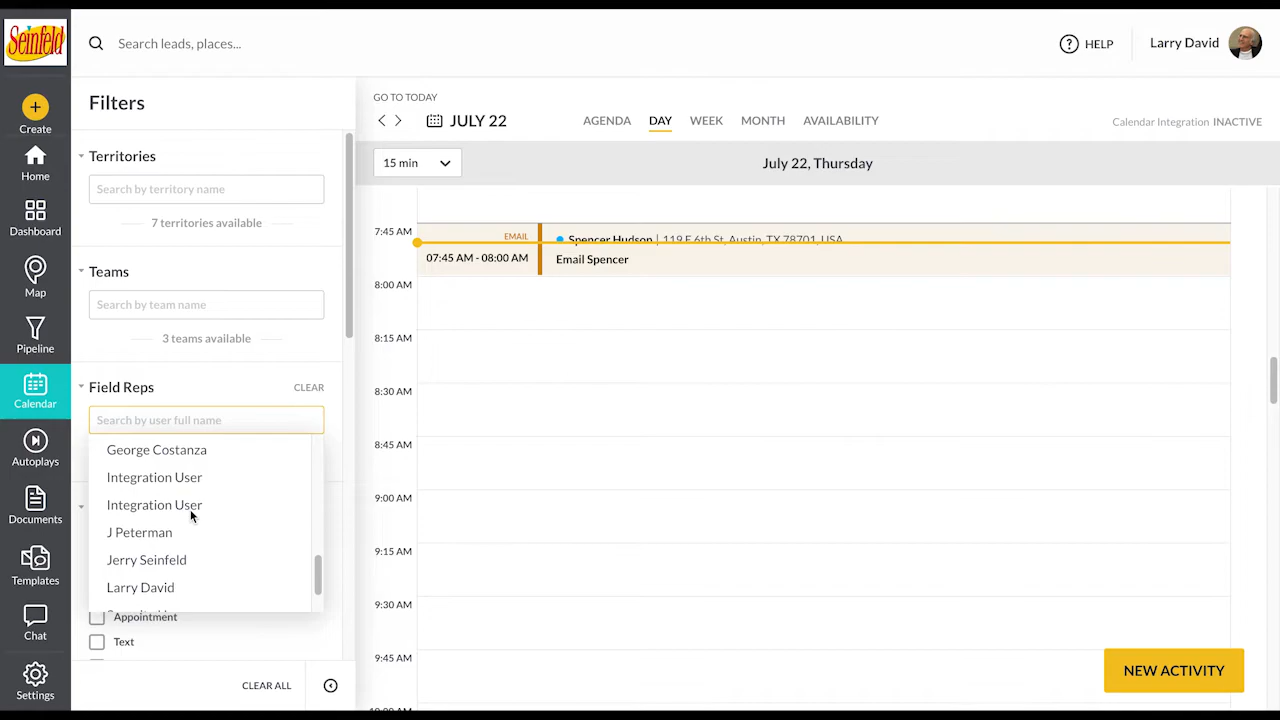 Seinfeld
Search leads, places...
HELP
Larry David
Create
Home
Dashboard
Map
Pipeline
Calendar
Autoplays
Documents
Templates
Chat
Settings
Filters
Territories
Search by territory name
7 territories available
Teams
Search by team name
3 teams available
Field Reps
CLEAR
Search by user full name
George Costanza
Integration User
Integration User
J Peterman
Jerry Seinfeld
Larry David
Appointment
Text
CLEAR ALL
GO TO TODAY
JULY 22
AGENDA
DAY
WEEK
MONTH
AVAILABILITY
Calendar Integration INACTIVE
15 min
July 22, Thursday
7:45 AM
EMAIL
Spencer Hudson | 119 E 6th St, Austin, TX 78701, USA
07:45 AM - 08:00 AM
Email Spencer
8:00 AM
8:15 AM
8:30 AM
8:45 AM
9:00 AM
9:15 AM
9:30 AM
9:45 AM
10:00 AM
NEW ACTIVITY